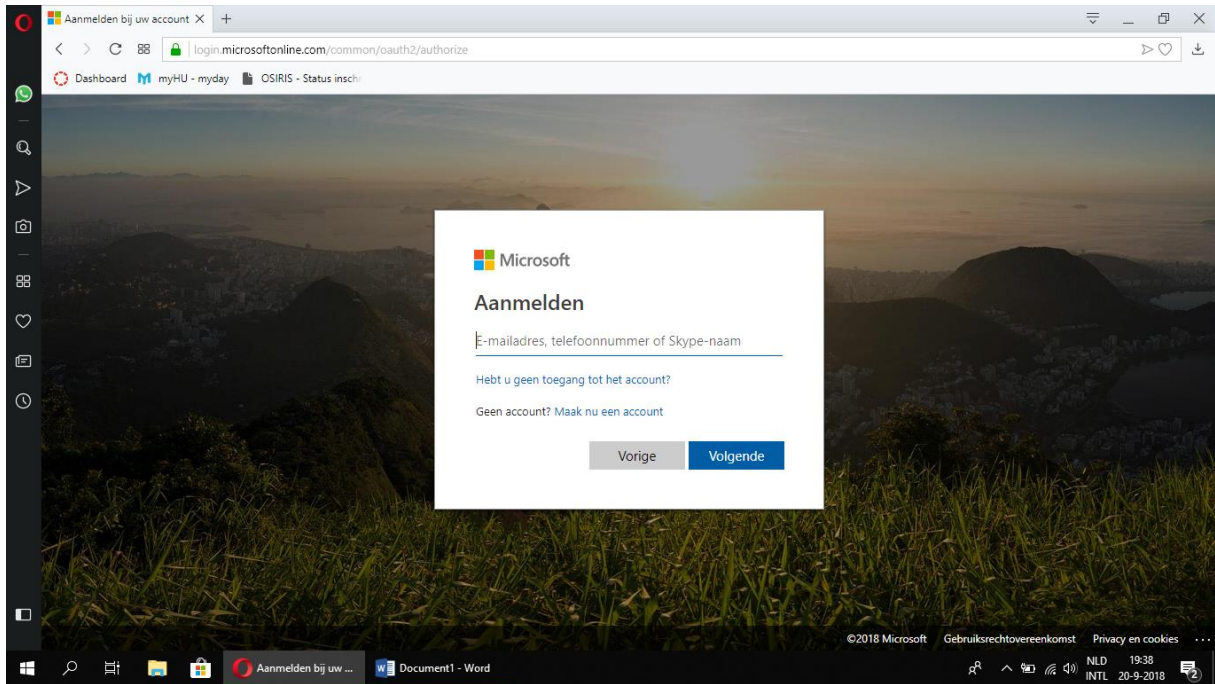 Aanmelden bij uw account
login.microsoftonline.com/common/oauth2/authorize
Dashboard myHU - myday OSIRIS - Status inschr
Microsoft
Aanmelden
E-mailadres, telefoonnummer of Skype-naam
Hebt u geen toegang tot het account?
Geen account? Maak nu een account
Vorige Volgende
©2018 Microsoft Gebruiksrechtovereenkomst Privacy en cookies ...
Aanmelden bij uw ... Document1 - Word
NLD 19:38
INTL 20-9-2018
2